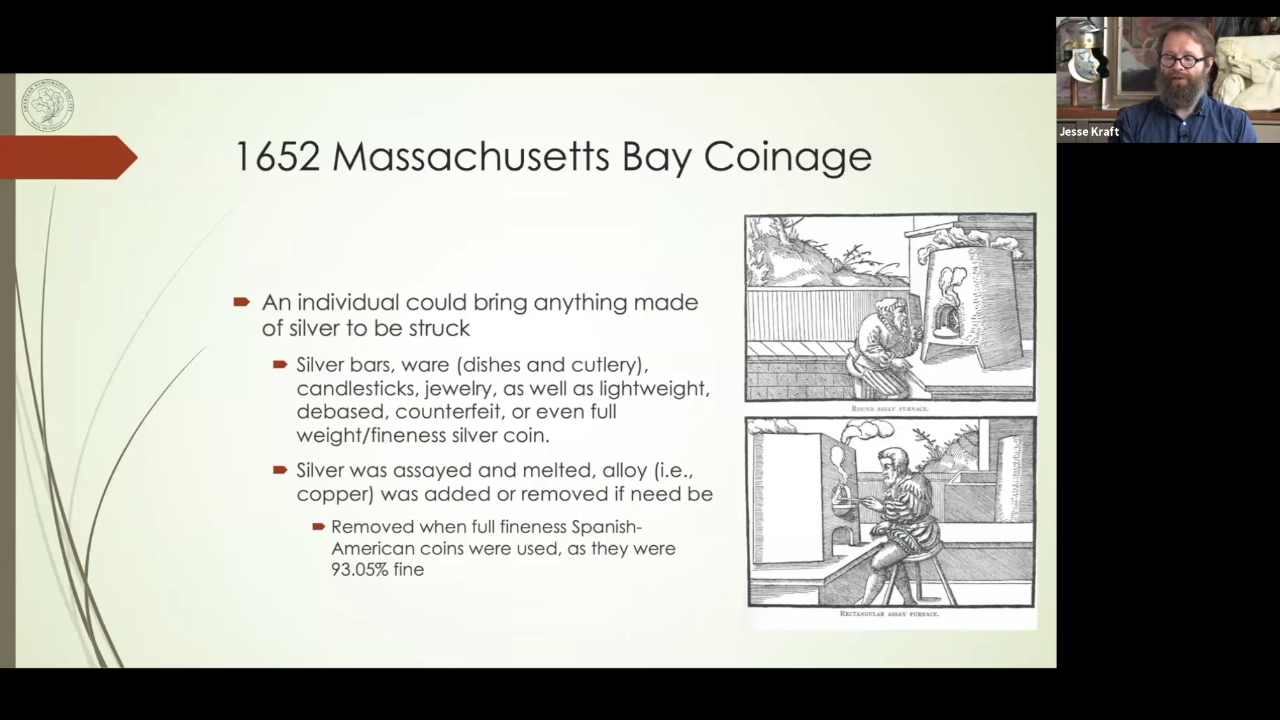 1652 Massachusetts Bay Coinage
An individual could bring anything made
of silver to be struck
Silver bars, ware (dishes and cutlery),
candlesticks, jewelry, as well as lightweight,
debased, counterfeit, or even full
weight/fineness silver coin.
Silver was assayed and melted, alloy (i.e.,
copper) was added or removed if need be
Removed when full fineness Spanish-
American coins were used, as they were
93.05% fine
Round assay furnace.
Rectangular assay furnace.
Jesse Kraft